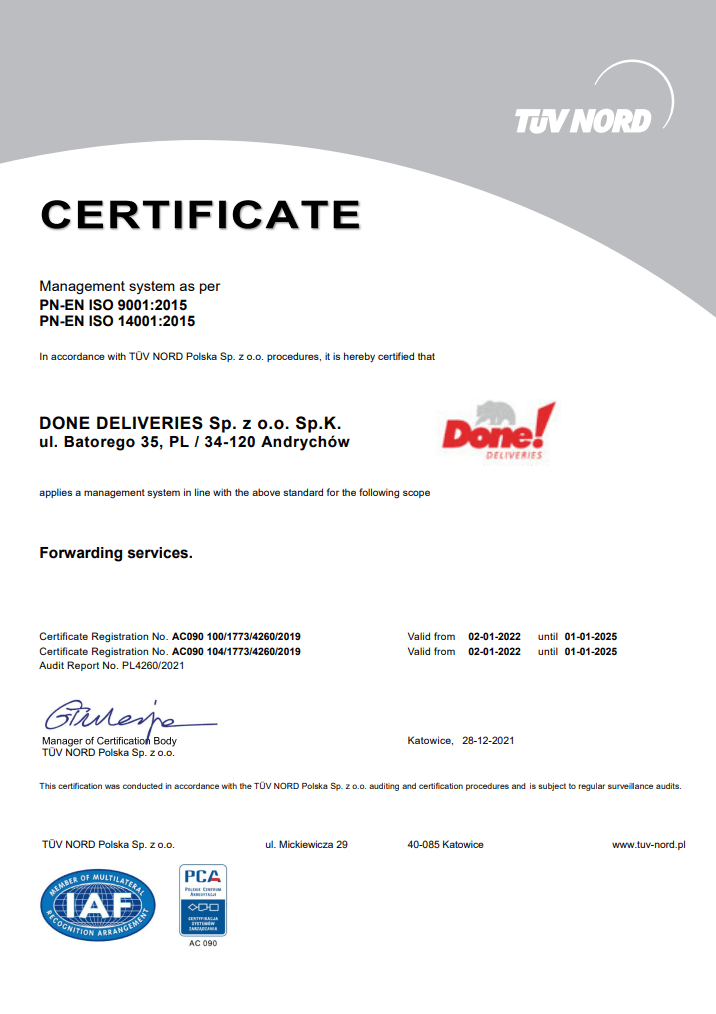 TÜV NORD
CERTIFICATE
Management system as per
PN-EN ISO 9001:2015
PN-EN ISO 14001:2015
In accordance with TÜV NORD Polska Sp. z o.o. procedures, it is hereby certified that
DONE DELIVERIES Sp. z o.o. Sp.K.
ul. Batorego 35, PL / 34-120 Andrychów
Done!
DELIVERIES
applies a management system in line with the above standard for the following scope
Forwarding services.
Certificate Registration No. AC090 100/1773/4260/2019 Valid from 02-01-2022 until 01-01-2025
Certificate Registration No. AC090 104/1773/4260/2019 Valid from 02-01-2022 until 01-01-2025
Audit Report No. PL4260/2021
Manager of Certification Body
TÜV NORD Polska Sp. z o.o.
Katowice, 28-12-2021
This certification was conducted in accordance with the TÜV NORD Polska Sp. z o.o. auditing and certification procedures and is subject to regular surveillance audits.
TÜV NORD Polska Sp. z o.o. ul. Mickiewicza 29 40-085 Katowice www.tuv-nord.pl
MEMBER OF MULTILATERAL
IAF
RECOGNITION ARRANGEMENT
PCA
POLSKIE CENTRUM
AKREDYTACJI
CERTYFIKACJA
SYSTEMÓW
ZARZĄDZANIA
AC 090